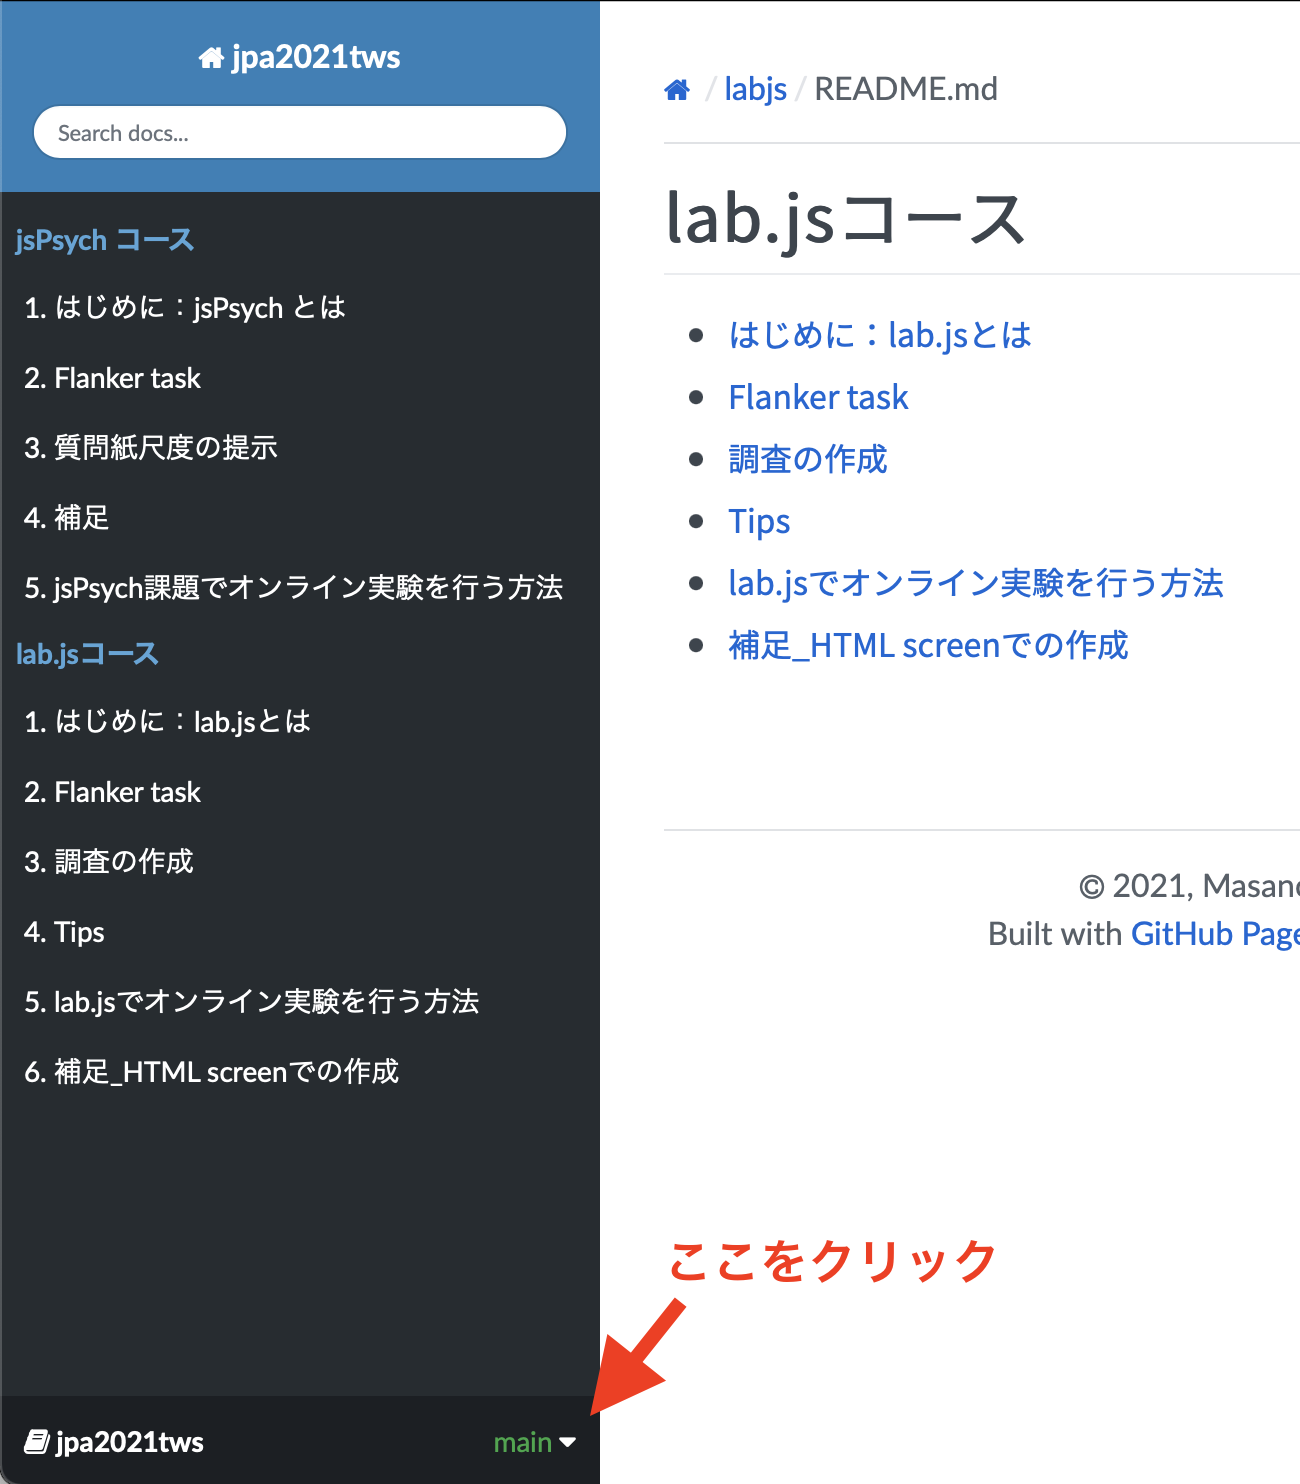 jpa2021tws
Search docs...
jsPsych コース
1. はじめに：jsPsych とは
2. Flanker task
3. 質問紙尺度の提示
4. 補足
5. jsPsych課題でオンライン実験を行う方法
lab.jsコース
1. はじめに：lab.jsとは
2. Flanker task
3. 調査の作成
4. Tips
5. lab.jsでオンライン実験を行う方法
6. 補足_HTML screenでの作成
jpa2021tws
main
/ labjs / README.md
lab.jsコース
はじめに：lab.jsとは
Flanker task
調査の作成
Tips
lab.jsでオンライン実験を行う方法
補足_HTML screenでの作成
© 2021, Masano
Built with GitHub Page
ここをクリック